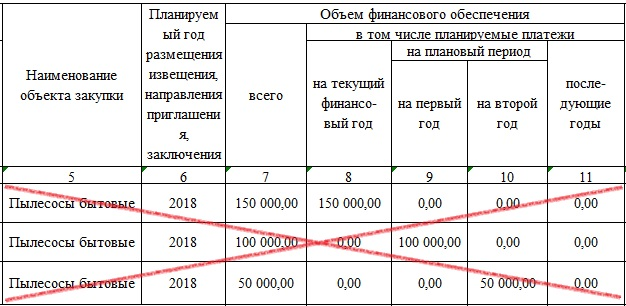 Наименование
объекта закупки
Планируем
ый год
размещения
извещения,
направления
приглашени
я,
заключения
Объем финансового обеспечения
всего
в том числе планируемые платежи
на текущий
финансо-
вый год
на плановый период
на первый
год
на второй
год
после-
дующие
годы
5 6 7 8 9 10 11
Пылесосы бытовые 2018 150 000,00 150 000,00 0,00 0,00 0,00
Пылесосы бытовые 2018 100 000,00 0,00 100 000,00 0,00 0,00
Пылесосы бытовые 2018 50 000,00 0,00 0,00 50 000,00 0,00